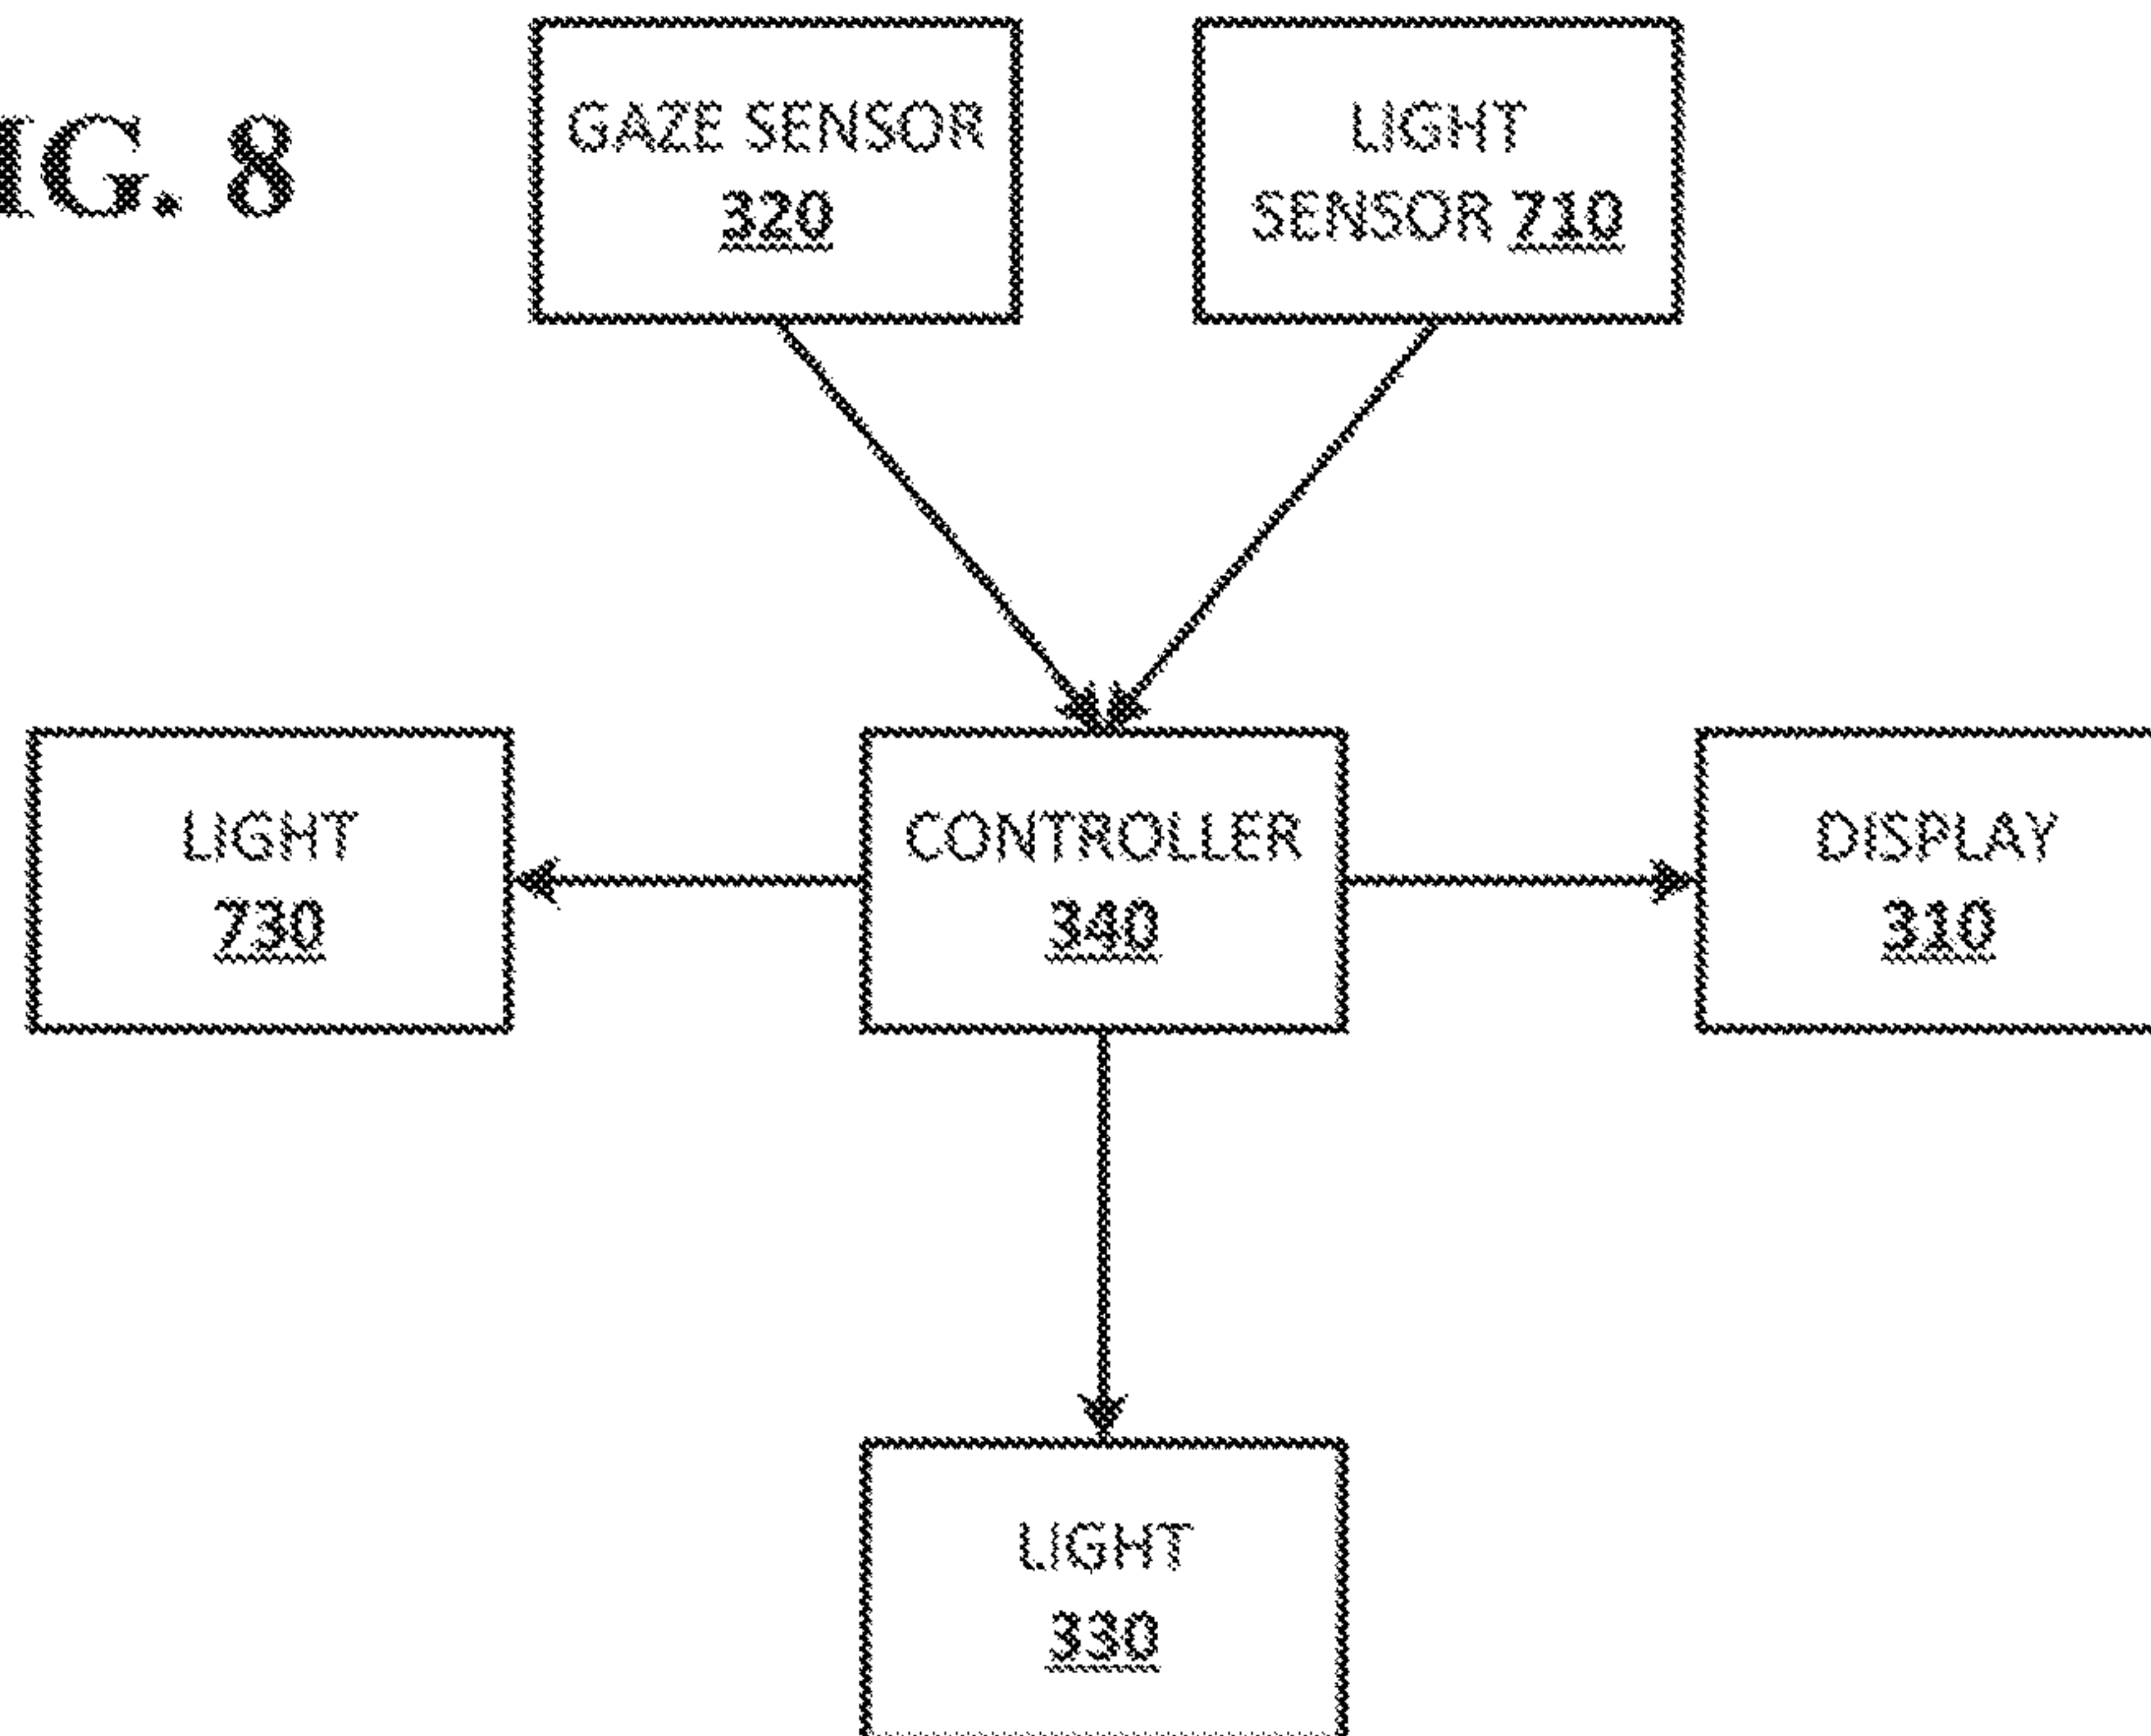 IG. 8
GAZE SENSOR
320
LIGHT
SENSOR 710
LIGHT
730
CONTROLLER
340
DISPLAY
310
LIGHT
330